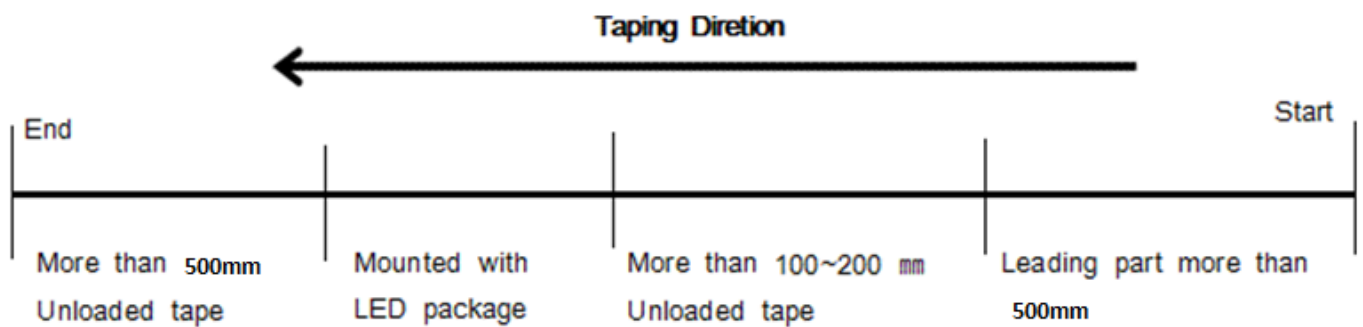 Taping Diretion
End
Start
More than 500mm
Unloaded tape
Mounted with
LED package
More than 100~200 ㎜
Unloaded tape
Leading part more than
500mm